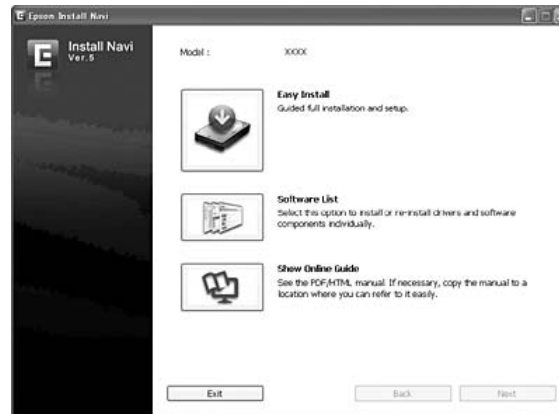 Epson Install Navi
Install Navi
Ver.5
Model : XXXX
Easy Install
Guided full installation and setup.
Software List
Select this option to install or re-install drivers and software
components individually.
Show Online Guide
See the PDF/HTML manual. If necessary, copy the manual to a
location where you can refer to it easily.
Exit
Back
Next